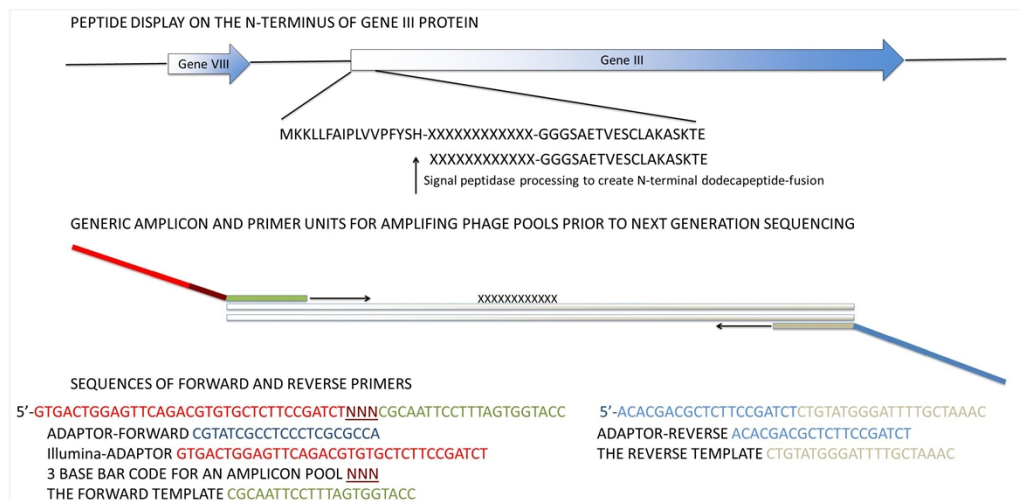 PEPTIDE DISPLAY ON THE N-TERMINUS OF GENE III PROTEIN
Gene VIII
Gene III
MKKLLFAIPLVVPFYSH-XXXXXXXXXXXX-GGGSAETVESCLAKASKTE
XXXXXXXXXXXX-GGGSAETVESCLAKASKTE
Signal peptidase processing to create N-terminal dodecapeptide-fusion
GENERIC AMPLICON AND PRIMER UNITS FOR AMPLIFING PHAGE POOLS PRIOR TO NEXT GENERATION SEQUENCING
XXXXXXXXXXXX
SEQUENCES OF FORWARD AND REVERSE PRIMERS
5’-GTGACTGGAGTTCAGACGTGTGCTCTTCCGATCTNNNCGCAATTCCTTTAGTGGTACC
ADAPTOR-FORWARD CGTATCGCCTCCCTCGCGCCA
Illumina-ADAPTOR GTGACTGGAGTTCAGACGTGTGCTCTTCCGATCT
3 BASE BAR CODE FOR AN AMPLICON POOL NNN
THE FORWARD TEMPLATE CGCAATTCCTTTAGTGGTACC
5’-ACACGACGCTCTTCCGATCTCTGTATGGGATTTTGCTAAAC
ADAPTOR-REVERSE ACACGACGCTCTTCCGATCT
THE REVERSE TEMPLATE CTGTATGGGATTTTGCTAAAC